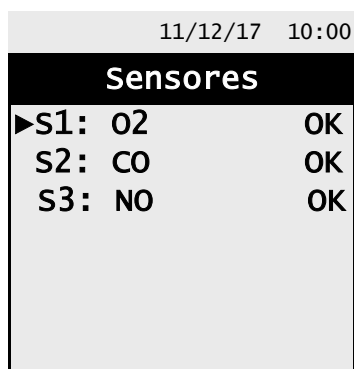 11/12/17 10:00
Sensores
►S1: O2 OK
S2: CO OK
S3: NO OK